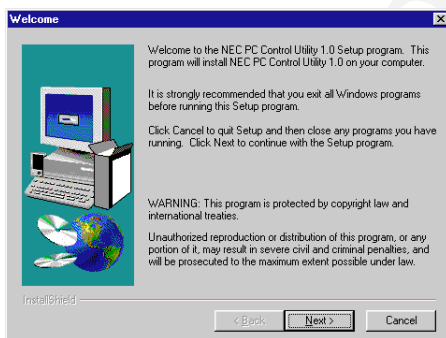 Welcome
Welcome to the NEC PC Control Utility 1.0 Setup program. This
program will install NEC PC Control Utility 1.0 on your computer.
It is strongly recommended that you exit all Windows programs
before running this Setup program.
Click Cancel to quit Setup and then close any programs you have
running. Click Next to continue with the Setup program.
WARNING: This program is protected by copyright law and
international treaties.
Unauthorized reproduction or distribution of this program, or any
portion of it, may result in severe civil and criminal penalties, and
will be prosecuted to the maximum extent possible under law.
InstallShield
< Back
Next >
Cancel